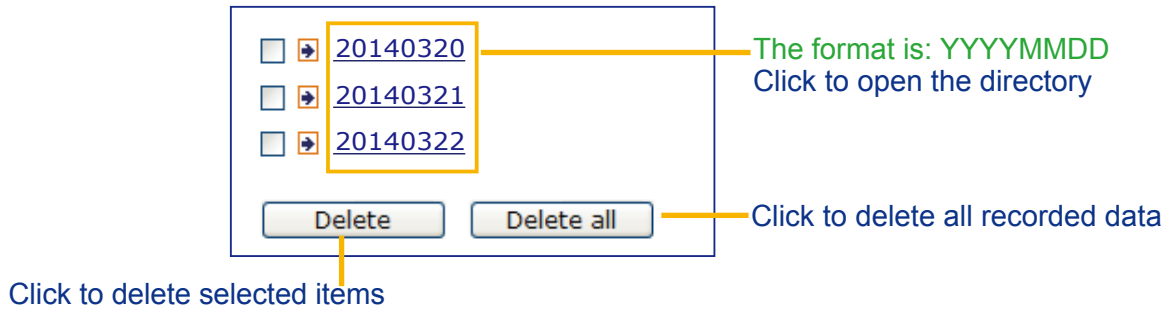 20140320
The format is: YYYYMMDD
Click to open the directory
20140321
20140322
Delete
Delete all
Click to delete all recorded data
Click to delete selected items